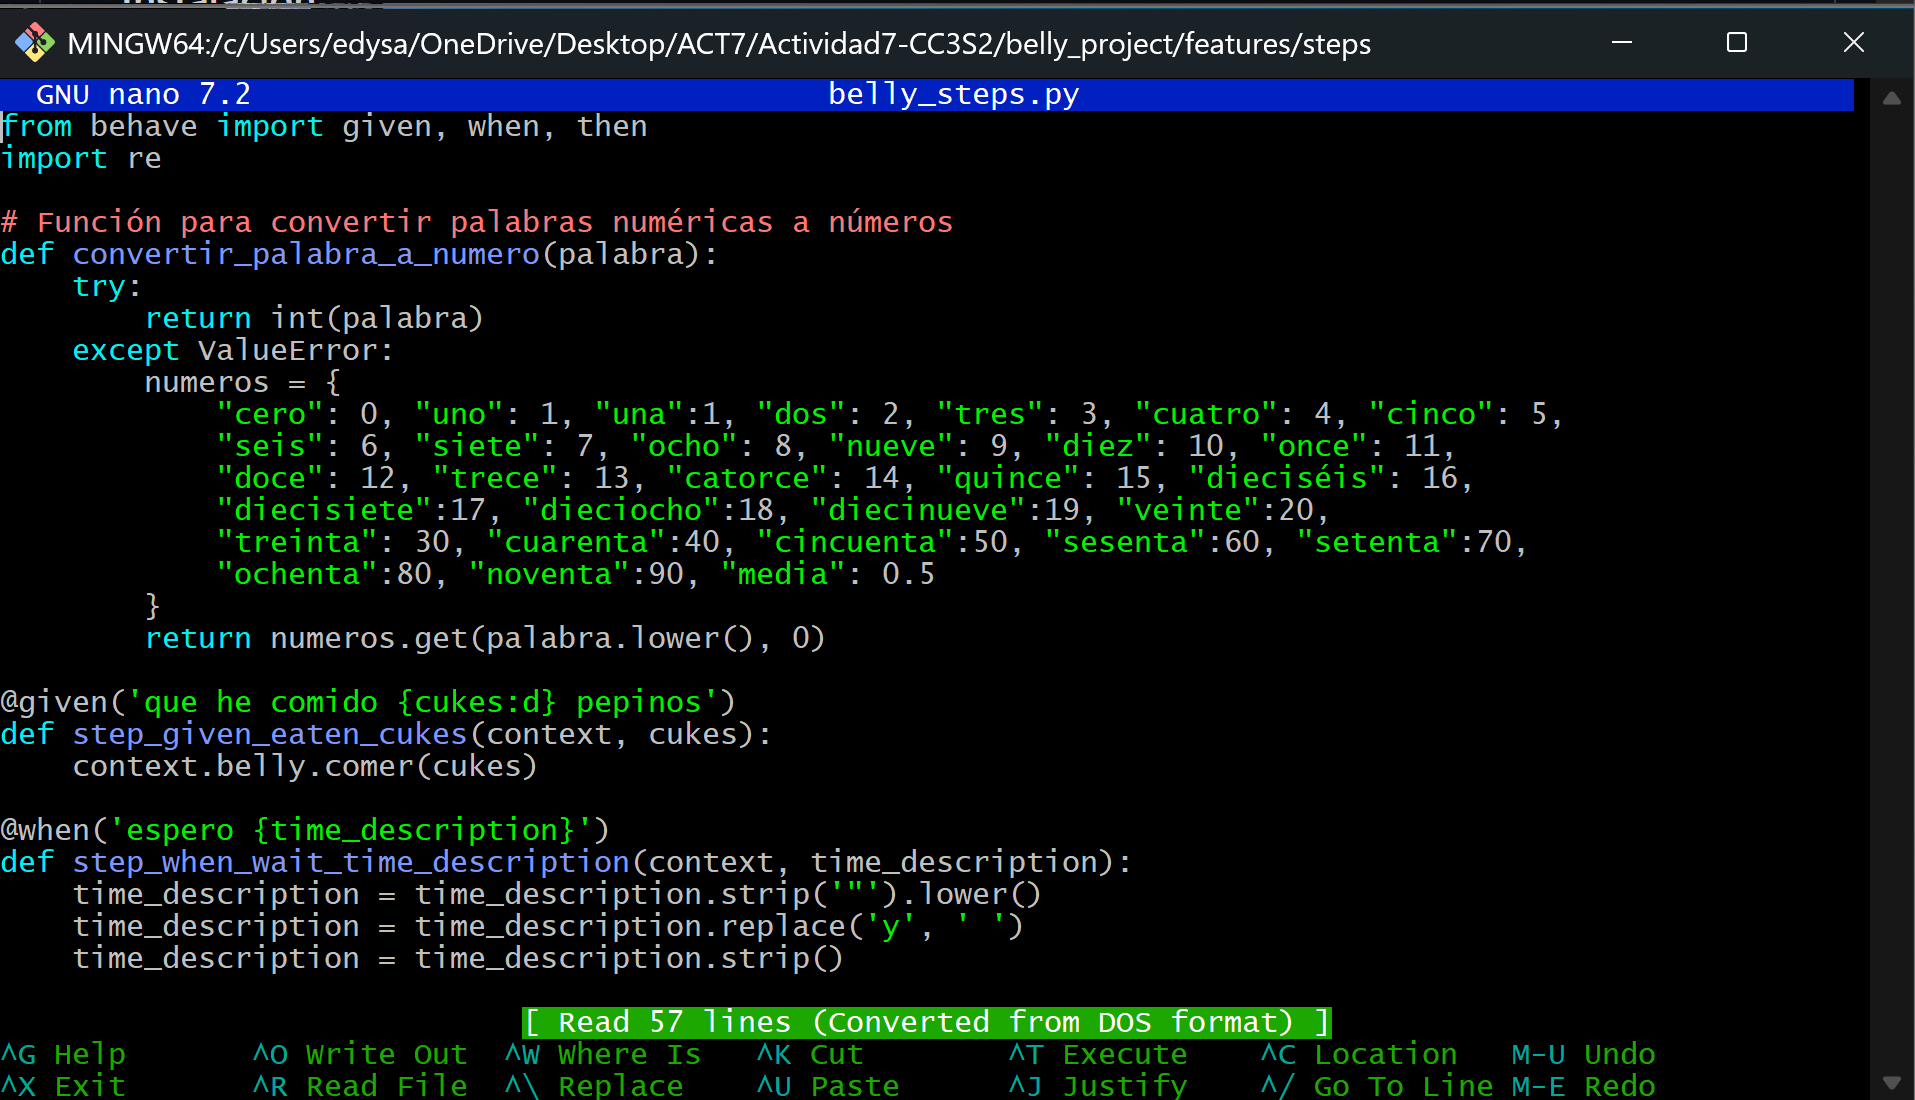 MINGW64:/c/Users/edysa/OneDrive/Desktop/ACT7/Actividad7-CC3S2/belly_project/features/steps
GNU nano 7.2 belly_steps.py
from behave import given, when, then
import re

# Función para convertir palabras numéricas a números
def convertir_palabra_a_numero(palabra):
    try:
        return int(palabra)
    except ValueError:
        numeros = {
            "cero": 0, "uno": 1, "una":1, "dos": 2, "tres": 3, "cuatro": 4, "cinco": 5,
            "seis": 6, "siete": 7, "ocho": 8, "nueve": 9, "diez": 10, "once": 11,
            "doce": 12, "trece": 13, "catorce": 14, "quince": 15, "dieciséis": 16,
            "diecisiete":17, "dieciocho":18, "diecinueve":19, "veinte":20,
            "treinta": 30, "cuarenta":40, "cincuenta":50, "sesenta":60, "setenta":70,
            "ochenta":80, "noventa":90, "media": 0.5
        }
        return numeros.get(palabra.lower(), 0)

@given('que he comido {cukes:d} pepinos')
def step_given_eaten_cukes(context, cukes):
    context.belly.comer(cukes)

@when('espero {time_description}')
def step_when_wait_time_description(context, time_description):
    time_description = time_description.strip('"').lower()
    time_description = time_description.replace('y', ' ')
    time_description = time_description.strip()

[ Read 57 lines (Converted from DOS format) ]
^G Help ^O Write Out ^W Where Is ^K Cut ^T Execute ^C Location M-U Undo
^X Exit ^R Read File ^\ Replace ^U Paste ^J Justify ^/ Go To Line M-E Redo